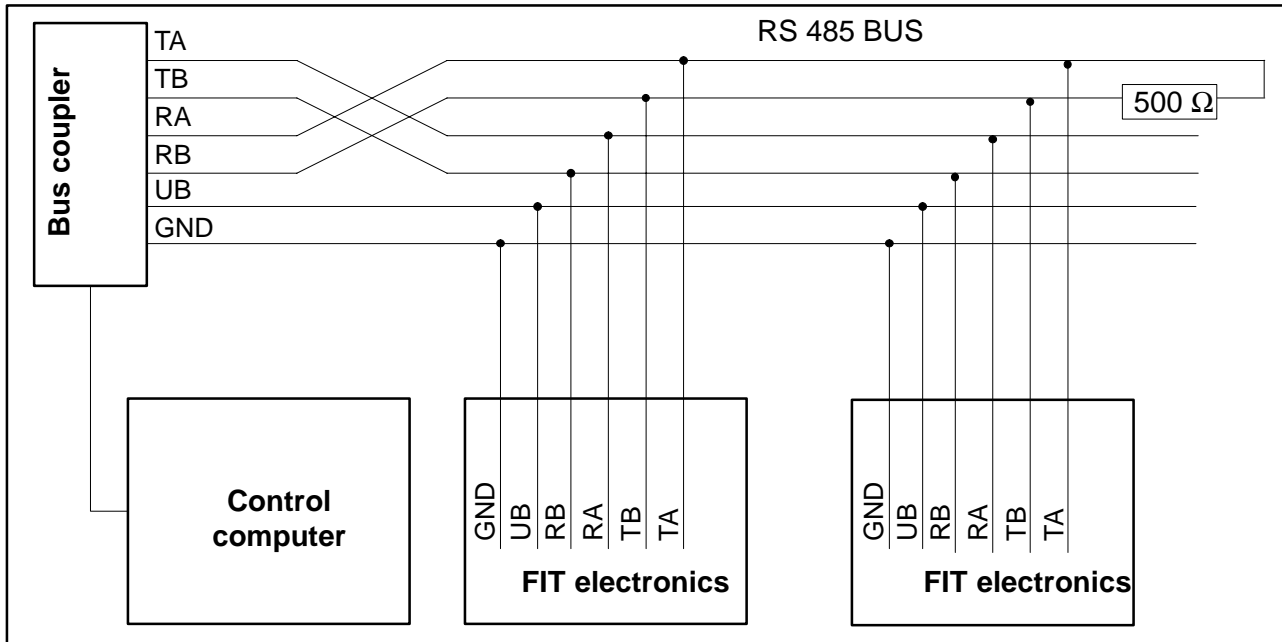 RS 485 BUS
Bus coupler
TA
TB
RA
RB
UB
GND
500 Ω
Control
computer
GND
UB
RB
RA
TB
TA
FIT electronics
GND
UB
RB
RA
TB
TA
FIT electronics